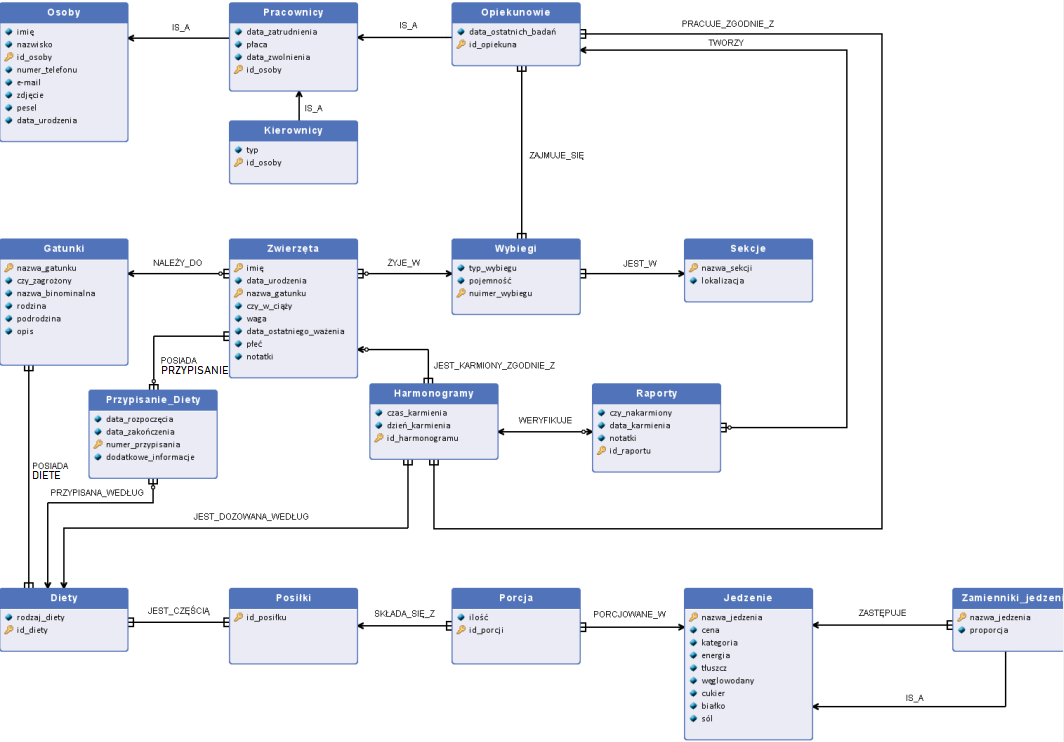 Osoby
imię
nazwisko
id_osoby
numer_telefonu
e-mail
zdjęcie
pesel
data_urodzenia
IS_A
Pracownicy
data_zatrudnienia
płaca
data_zwolnienia
id_osoby
IS_A
Opiekunowie
data_ostatnich_badań
id_opiekuna
PRACUJE_ZGODNIE_Z
TWORZY
IS_A
Kierownicy
typ
id_osoby
ZAJMUJE_SIĘ
Gatunki
nazwa_gatunku
czy_zagrożony
nazwa_binominalna
rodzina
podrodzina
opis
NALEŻY_DO
Zwierzęta
imię
data_urodzenia
nazwa_gatunku
czy_w_ciąży
waga
data_ostatniego_ważenia
płeć
notatki
ŻYJE_W
Wybiegi
typ_wybiegu
pojemność
nuimer_wybiegu
JEST_W
Sekcje
nazwa_sekcji
lokalizacja
POSIADA
PRZYPISANIE
JEST_KARMIONY_ZGODNIE_Z
Przypisanie_Diety
data_rozpoczęcia
data_zakończenia
numer_przypisania
dodatkowe_informacje
Harmonogramy
czas_karmienia
dzień_karmienia
id_harmonogramu
WERYFIKUJE
Raporty
czy_nakarmiony
data_karmienia
notatki
id_raportu
POSIADA
DIETE
PRZYPISANA_WEDŁUG
JEST_DOZOWANA_WEDŁUG
Diety
rodzaj_diety
id_diety
JEST_CZĘŚCIĄ
Posiłki
id_posiłku
SKŁADA_SIĘ_Z
Porcja
ilość
id_porcji
PORCJOWANE_W
Jedzenie
nazwa_jedzenia
cena
kategoria
energia
tłuszcz
węglowodany
cukier
białko
sól
ZASTĘPUJE
Zamienniki_jedzeni
nazwa_jedzenia
proporcja
IS_A